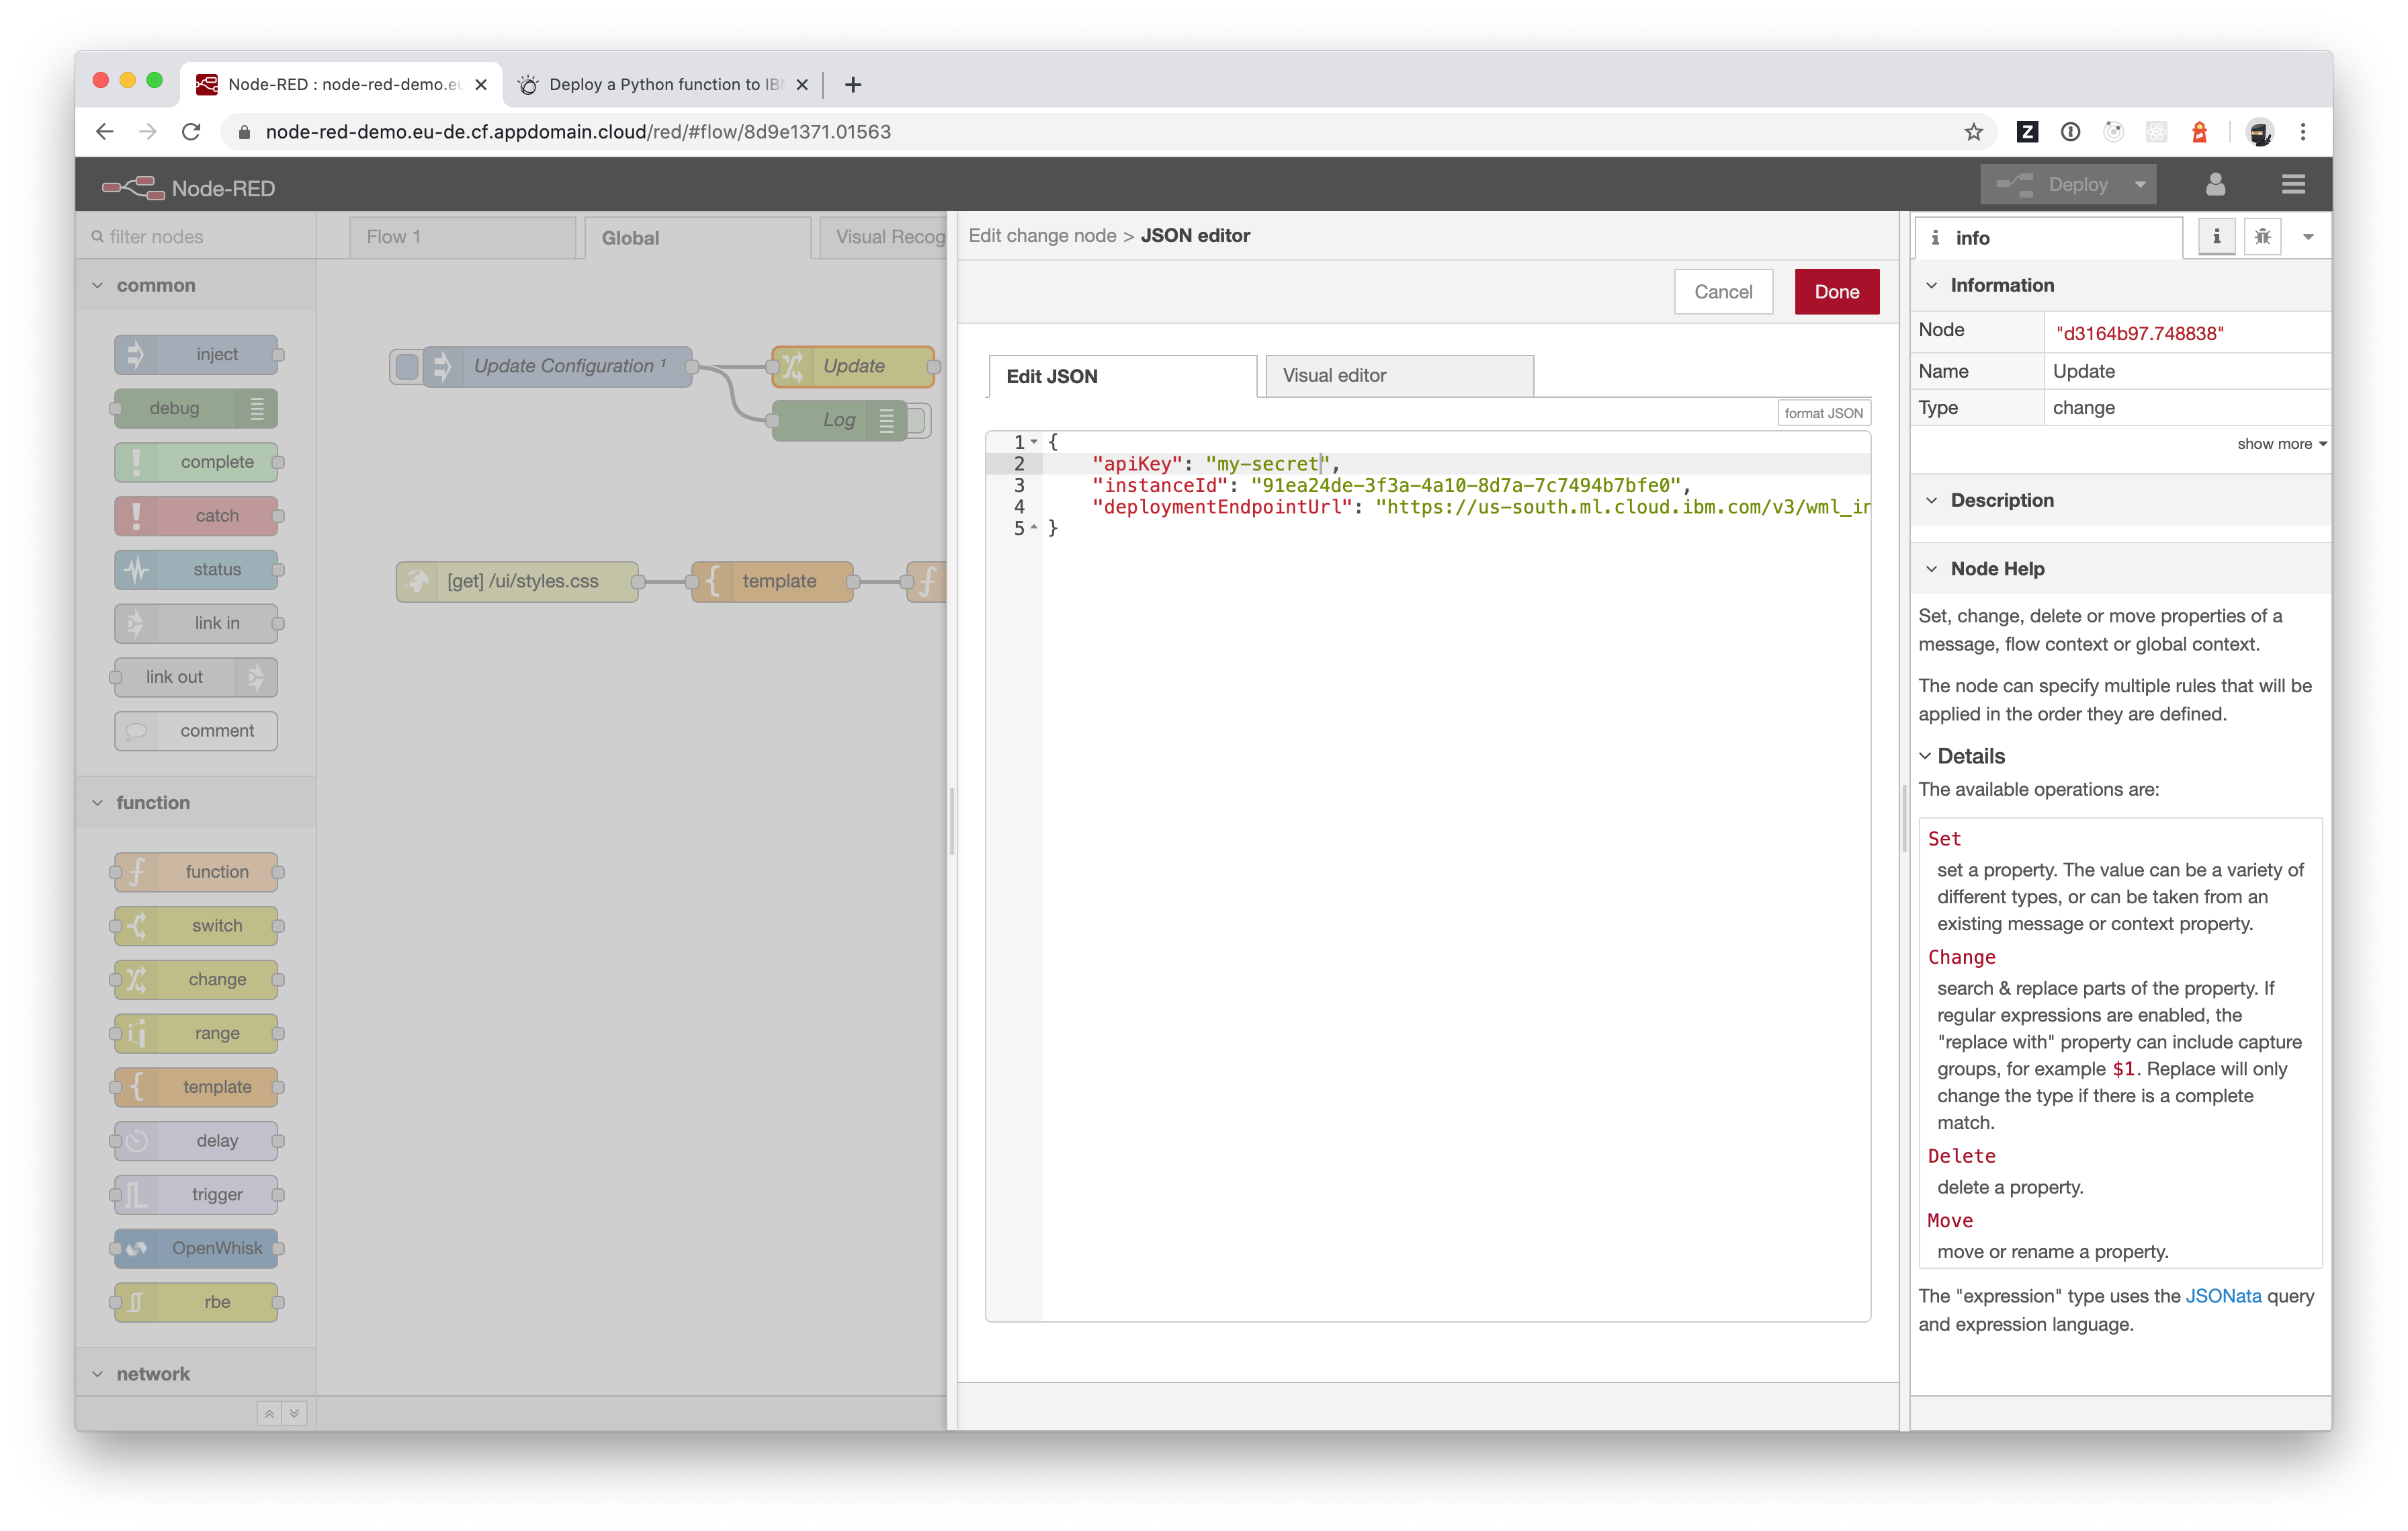 Node-RED : node-red-demo.eu
Deploy a Python function to IBM
node-red-demo.eu-de.cf.appdomain.cloud/red/#flow/8d9e1371.01563
Node-RED
Deploy
filter nodes
Flow 1
Global
Visual Recog
common
inject
debug
complete
catch
status
link in
link out
comment
function
function
switch
change
range
template
delay
trigger
OpenWhisk
rbe
network
Update Configuration ¹
Update
Log
[get] /ui/styles.css
template
Edit change node > JSON editor
Cancel
Done
Edit JSON
Visual editor
format JSON
1 {
2 "apiKey": "my-secret",
3 "instanceId": "91ea24de-3f3a-4a10-8d7a-7c7494b7bfe0",
4 "deploymentEndpointUrl": "https://us-south.ml.cloud.ibm.com/v3/wml_in
5 }
info
Information
Node "d3164b97.748838"
Name Update
Type change
show more
Description
Node Help
Set, change, delete or move properties of a
message, flow context or global context.
The node can specify multiple rules that will be
applied in the order they are defined.
Details
The available operations are:
Set
set a property. The value can be a variety of
different types, or can be taken from an
existing message or context property.
Change
search & replace parts of the property. If
regular expressions are enabled, the
"replace with" property can include capture
groups, for example $1. Replace will only
change the type if there is a complete
match.
Delete
delete a property.
Move
move or rename a property.
The "expression" type uses the JSONata query
and expression language.